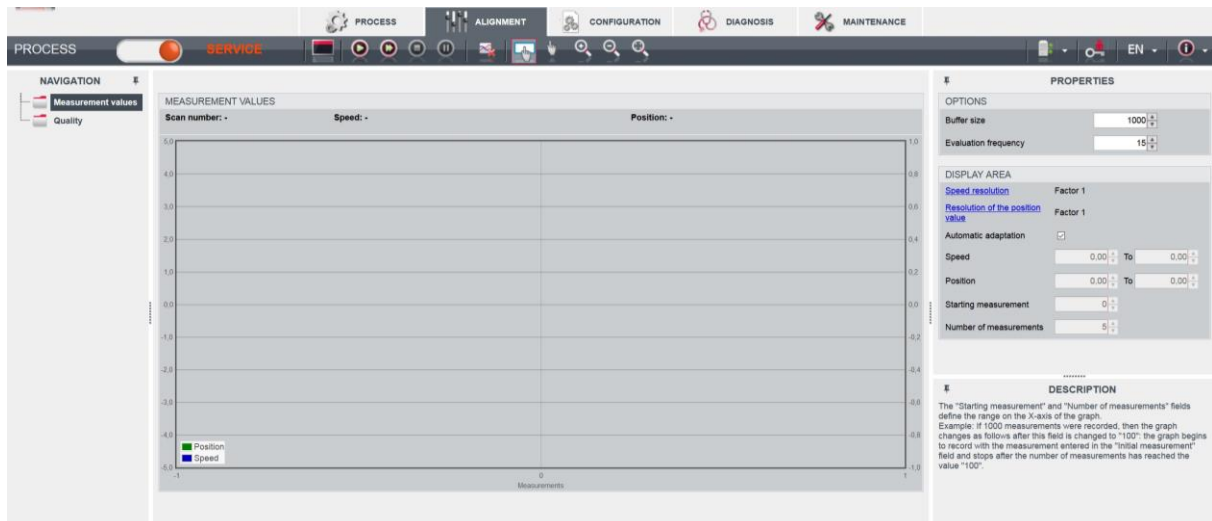 PROCESS
ALIGNMENT
CONFIGURATION
DIAGNOSIS
MAINTENANCE
PROCESS
SERVICE
EN
NAVIGATION
Measurement values
Quality
MEASUREMENT VALUES
Scan number: -
Speed: -
Position: -
5,0
4,0
3,0
2,0
1,0
0,0
-1,0
-2,0
-3,0
-4,0
-5,0
1,0
0,8
0,6
0,4
0,2
0,0
-0,2
-0,4
-0,6
-0,8
-1,0
Position
Speed
-1
0
1
Measurements
PROPERTIES
OPTIONS
Buffer size
1000
Evaluation frequency
15
DISPLAY AREA
Speed resolution
Factor 1
Resolution of the position
value
Factor 1
Automatic adaptation
Speed
0,00
To
0,00
Position
0,00
To
0,00
Starting measurement
0
Number of measurements
5
DESCRIPTION
The "Starting measurement" and "Number of measurements" fields
define the range on the X-axis of the graph.
Example: If 1000 measurements were recorded, then the graph
changes as follows after this field is changed to "100": the graph begins
to record with the measurement entered in the "Initial measurement"
field and stops after the number of measurements has reached the
value "100".